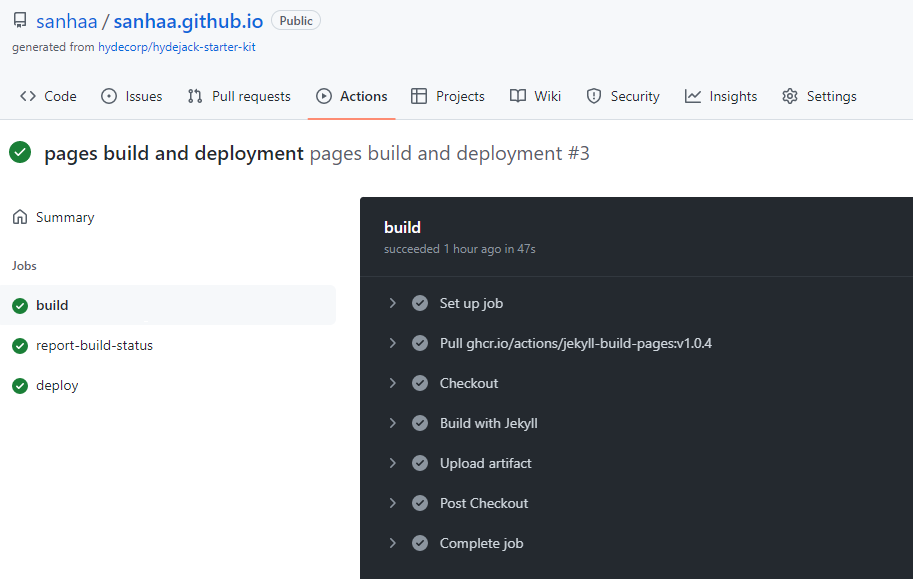 sanhaa / sanhaa.github.io Public
generated from hydecorp/hydejack-starter-kit
Code Issues Pull requests Actions Projects Wiki Security Insights Settings
pages build and deployment pages build and deployment #3
Summary
Jobs
build
report-build-status
deploy
build
succeeded 1 hour ago in 47s
Set up job
Pull ghcr.io/actions/jekyll-build-pages:v1.0.4
Checkout
Build with Jekyll
Upload artifact
Post Checkout
Complete job